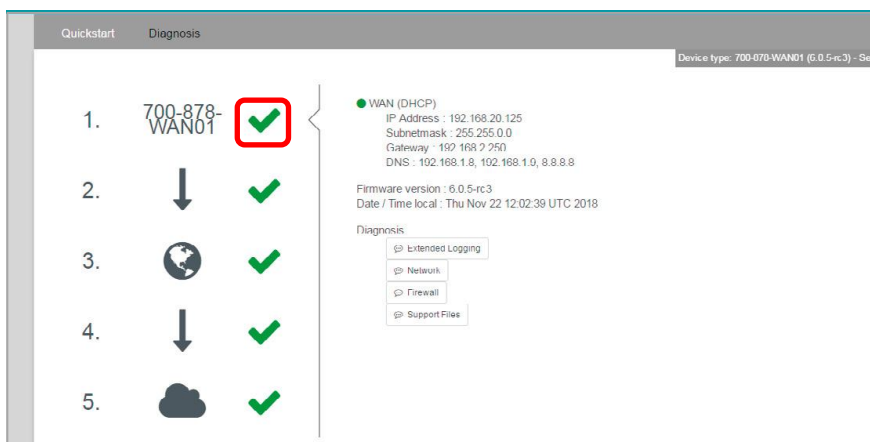 Quickstart Diagnosis
Device type: 700-878-WAN01 (6.0.5-rc3) - Se
1. 700-878-
WAN01
WAN (DHCP)
IP Address : 192.168.20.125
Subnetmask : 255.255.0.0
Gateway : 192.168.2.250
DNS : 192.168.1.8, 192.168.1.9, 8.8.8.8
2.
Firmware version : 6.0.5-rc3
Date / Time local : Thu Nov 22 12:02:39 UTC 2018
Diagnosis
Extended Logging
3.
Network
Firewall
Support Files
4.
5.